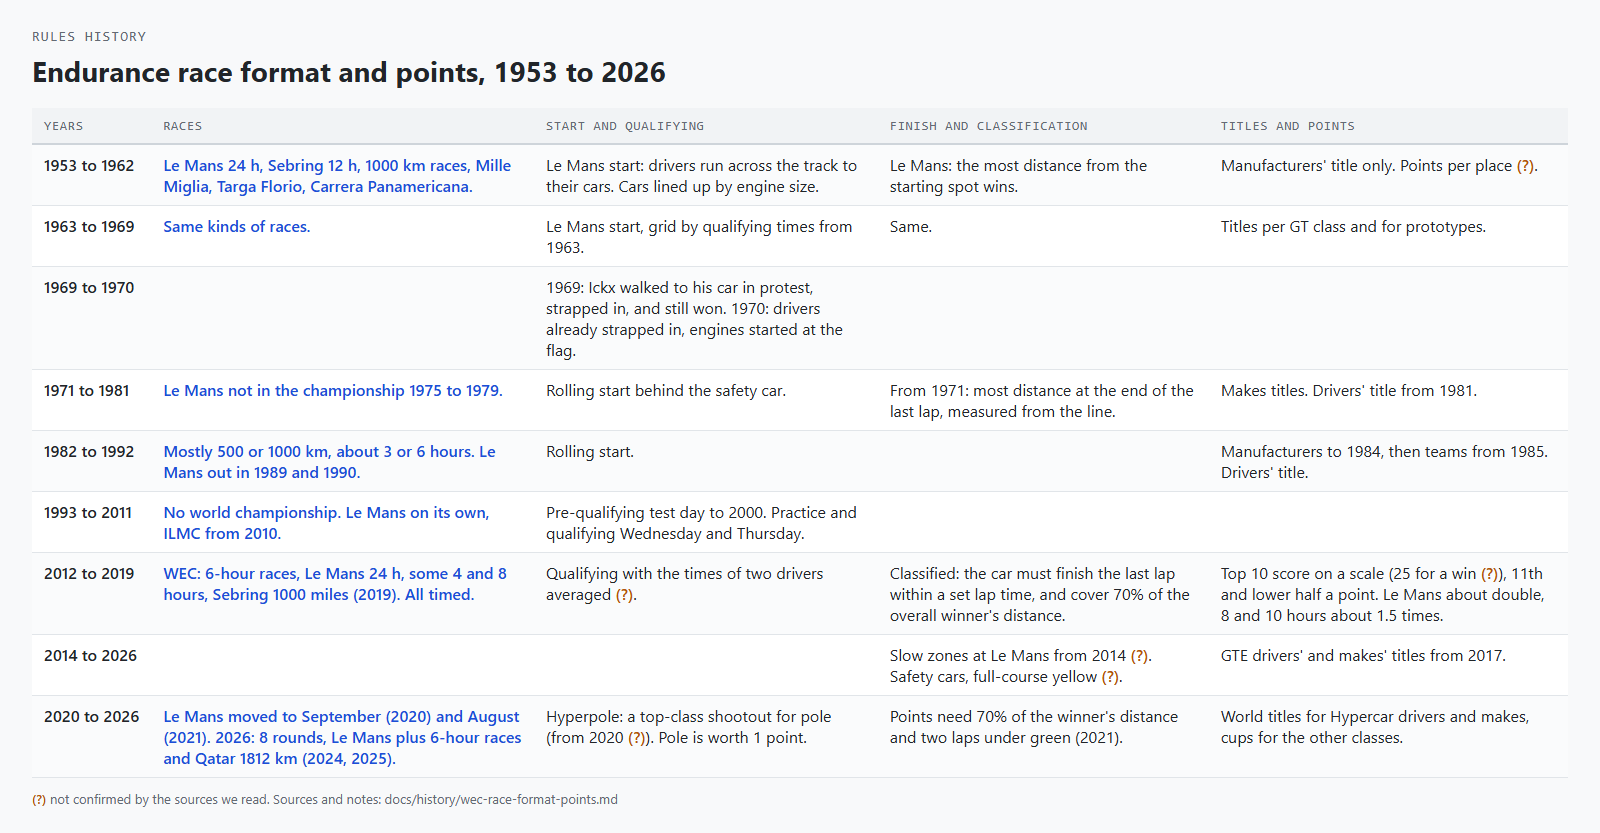 RULES HISTORY
Endurance race format and points, 1953 to 2026
YEARS RACES START AND QUALIFYING FINISH AND CLASSIFICATION TITLES AND POINTS
1953 to 1962
Le Mans 24 h, Sebring 12 h, 1000 km races, Mille
Miglia, Targa Florio, Carrera Panamericana.
Le Mans start: drivers run across the track to
their cars. Cars lined up by engine size.
Le Mans: the most distance from the
starting spot wins.
Manufacturers' title only. Points per place (?).
1963 to 1969
Same kinds of races.
Le Mans start, grid by qualifying times from
1963.
Same.
Titles per GT class and for prototypes.
1969 to 1970
1969: Ickx walked to his car in protest,
strapped in, and still won. 1970: drivers
already strapped in, engines started at the
flag.
1971 to 1981
Le Mans not in the championship 1975 to 1979.
Rolling start behind the safety car.
From 1971: most distance at the end of the
last lap, measured from the line.
Makes titles. Drivers' title from 1981.
1982 to 1992
Mostly 500 or 1000 km, about 3 or 6 hours. Le
Mans out in 1989 and 1990.
Rolling start.
Manufacturers to 1984, then teams from 1985.
Drivers' title.
1993 to 2011
No world championship. Le Mans on its own,
ILMC from 2010.
Pre-qualifying test day to 2000. Practice and
qualifying Wednesday and Thursday.
2012 to 2019
WEC: 6-hour races, Le Mans 24 h, some 4 and 8
hours, Sebring 1000 miles (2019). All timed.
Qualifying with the times of two drivers
averaged (?).
Classified: the car must finish the last lap
within a set lap time, and cover 70% of the
overall winner's distance.
Top 10 score on a scale (25 for a win (?)), 11th
and lower half a point. Le Mans about double,
8 and 10 hours about 1.5 times.
2014 to 2026
Slow zones at Le Mans from 2014 (?).
Safety cars, full-course yellow (?).
GTE drivers' and makes' titles from 2017.
2020 to 2026
Le Mans moved to September (2020) and August
(2021). 2026: 8 rounds, Le Mans plus 6-hour races
and Qatar 1812 km (2024, 2025).
Hyperpole: a top-class shootout for pole
(from 2020 (?)). Pole is worth 1 point.
Points need 70% of the winner's distance
and two laps under green (2021).
World titles for Hypercar drivers and makes,
cups for the other classes.
(?) not confirmed by the sources we read. Sources and notes: docs/history/wec-race-format-points.md